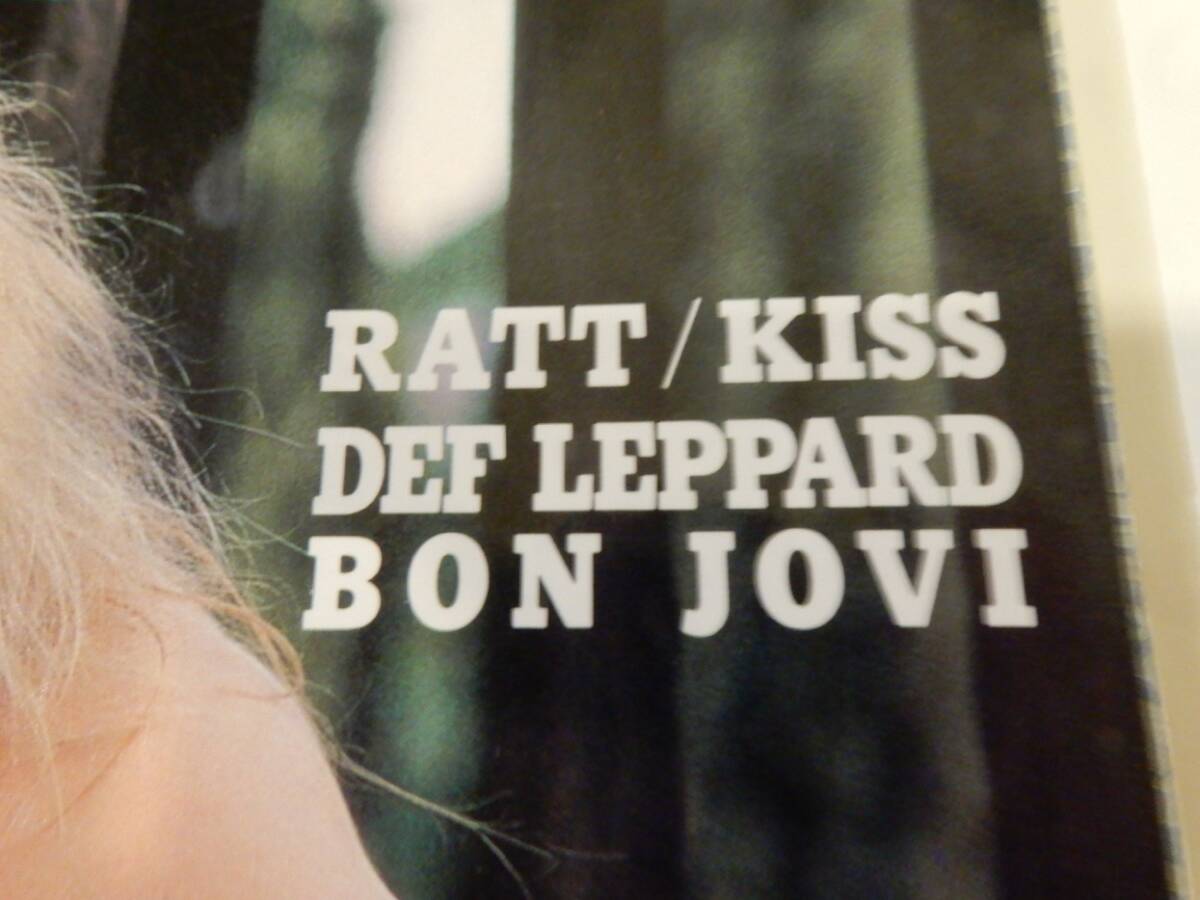 RATT/KISS
DEF LEPPARD
BON JOVI